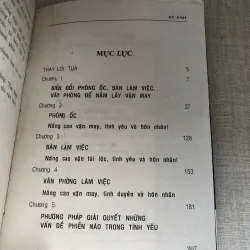 MỤC LỤC
THAY LỜI TỰA 5
Chương 1
BIẾN ĐỔI PHÒNG ỐC, BÀN LÀM VIỆC,
VĂN PHÒNG ĐỂ NẮM LẤY VẬN MAY
Chương 2 27
PHÒNG ỐC
Nâng cao vận may, tình yêu và hôn nhân!
Chương 3 126
BÀN LÀM VIỆC
Nâng cao vận tài lộc, tình yêu và hôn nhân!
Chương 4 153
VĂN PHÒNG LÀM VIỆC
Nâng cao vận may, tình duyên và hôn nhân!
Chương 5: 181
PHƯƠNG PHÁP GIẢI QUYẾT NHỮNG
VẤN ĐỀ PHIỀN NÃO TRONG TÌNH YÊU